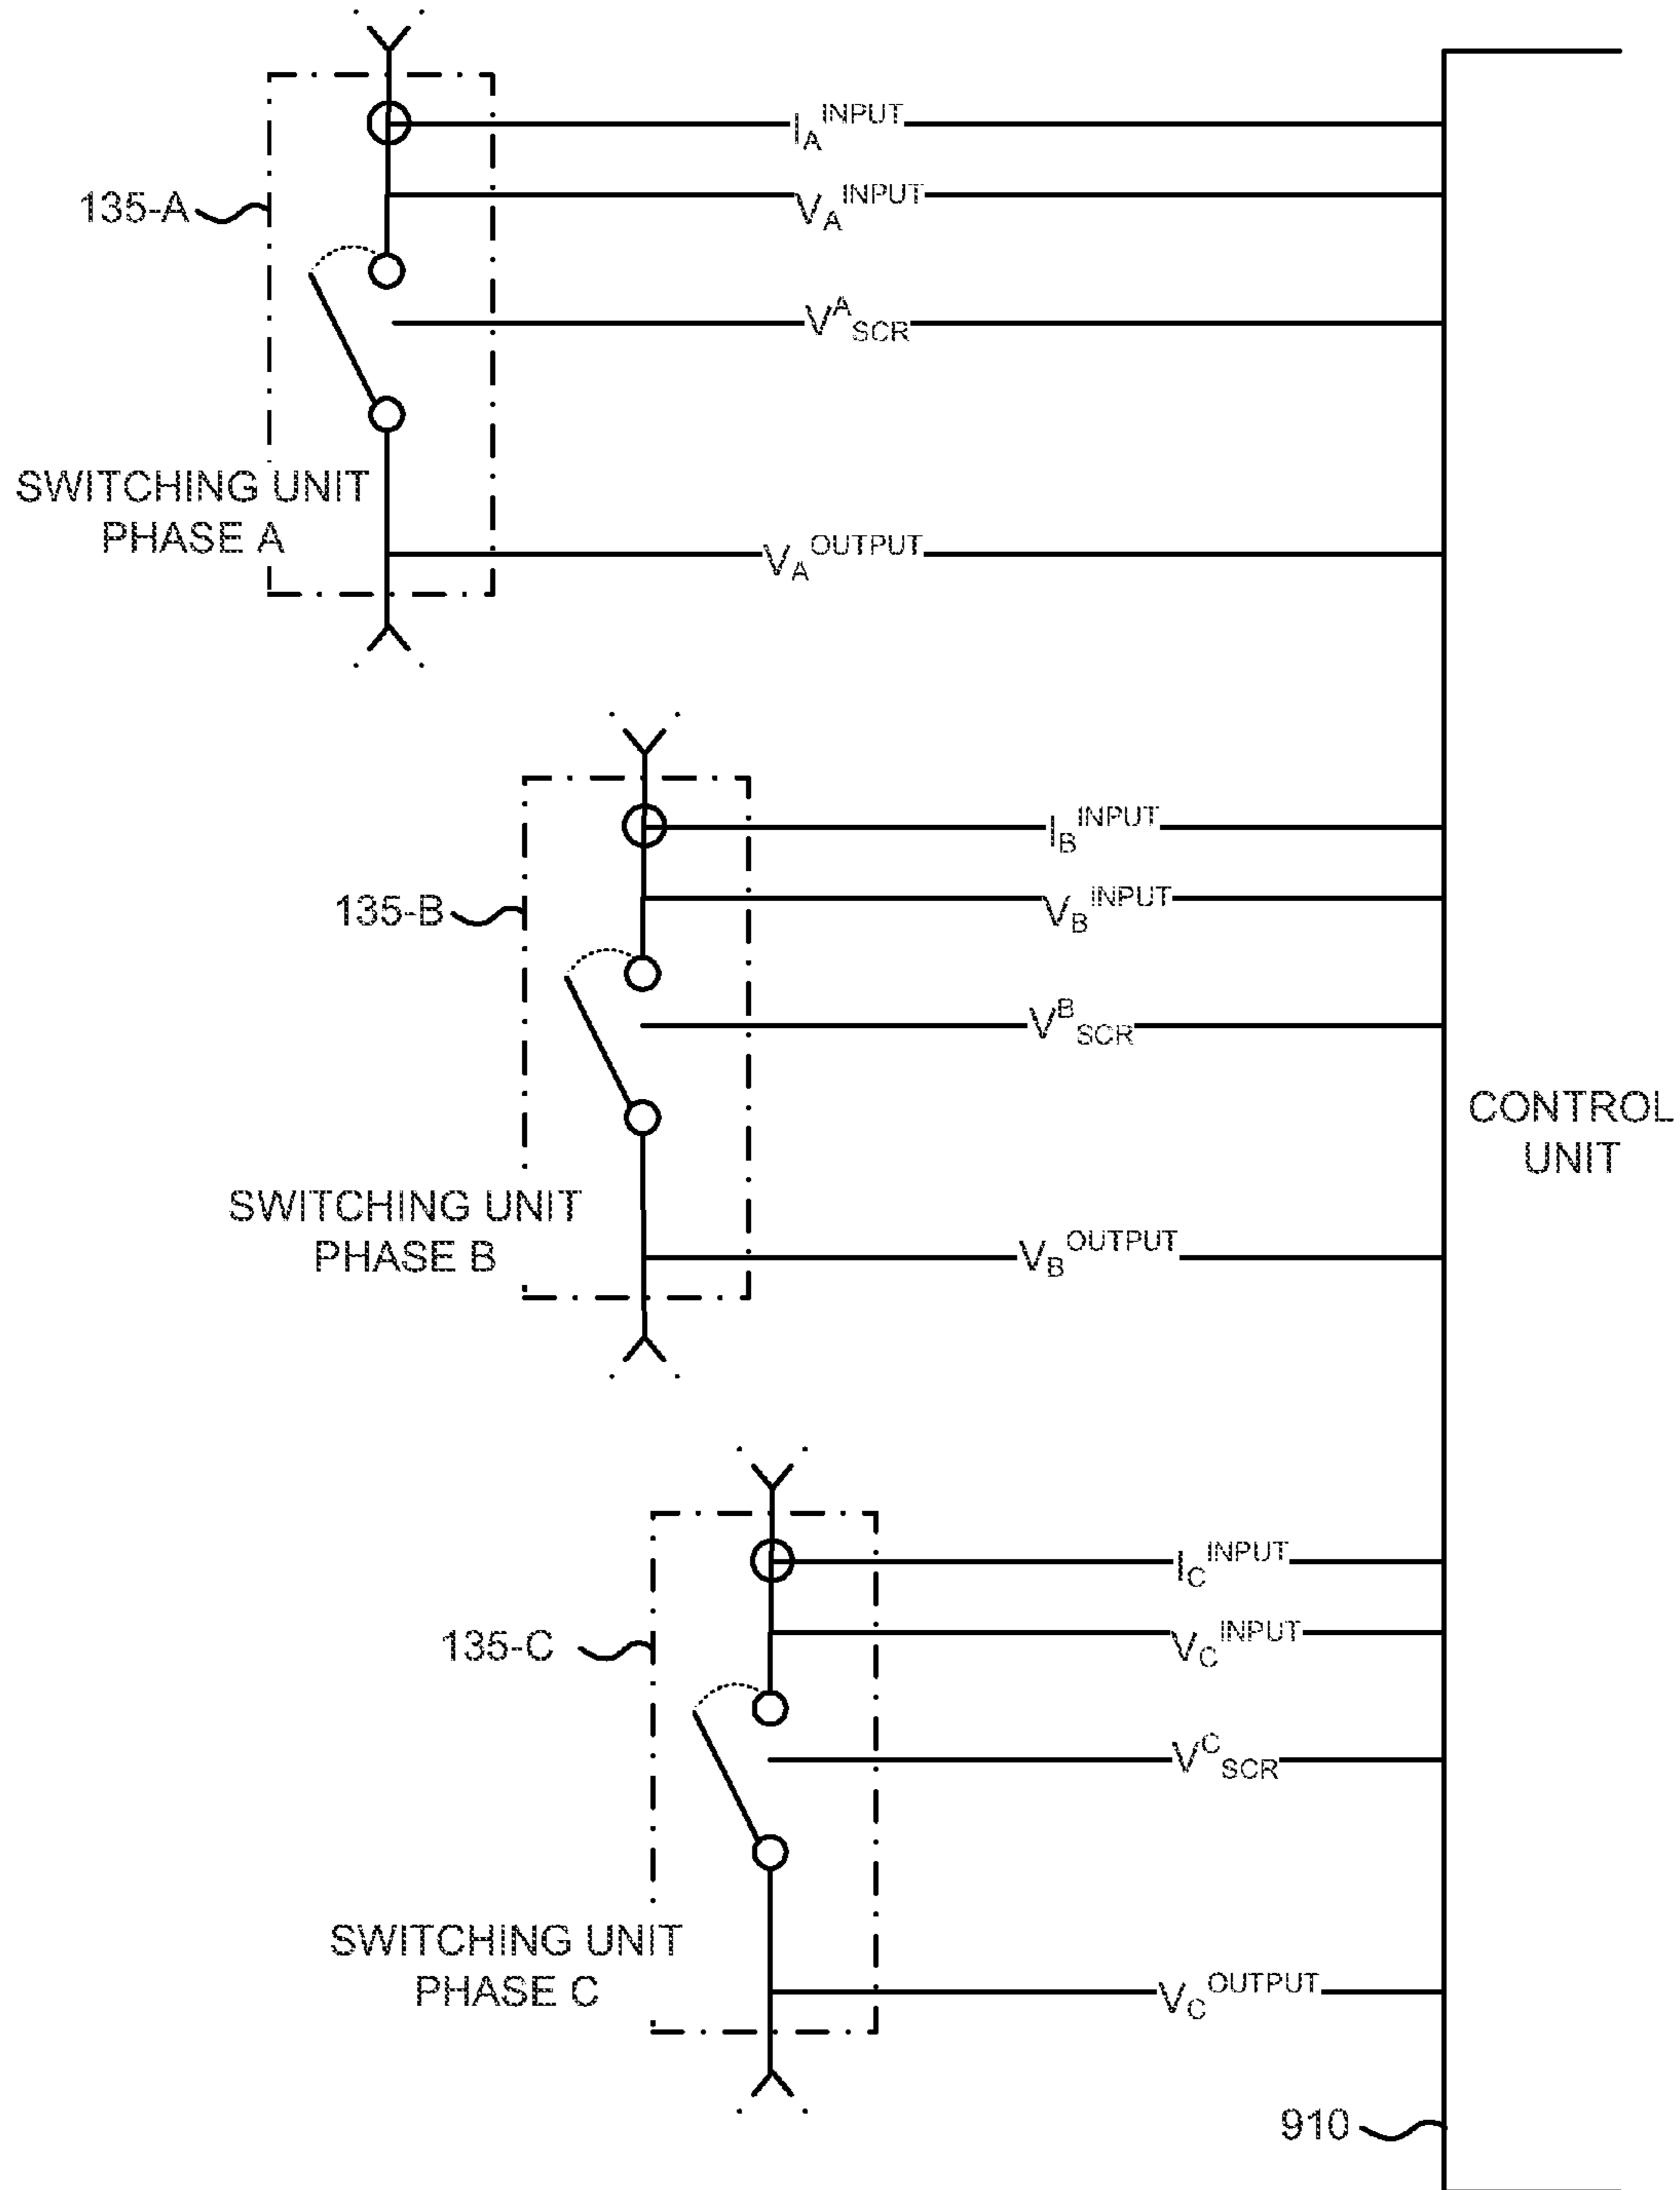 I_A^INPUT
135-A
V_A^INPUT
V^A_SCR
SWITCHING UNIT
PHASE A
V_A^OUTPUT
I_B^INPUT
135-B
V_B^INPUT
V^B_SCR
CONTROL
UNIT
SWITCHING UNIT
PHASE B
V_B^OUTPUT
I_C^INPUT
135-C
V_C^INPUT
V^C_SCR
SWITCHING UNIT
PHASE C
V_C^OUTPUT
910